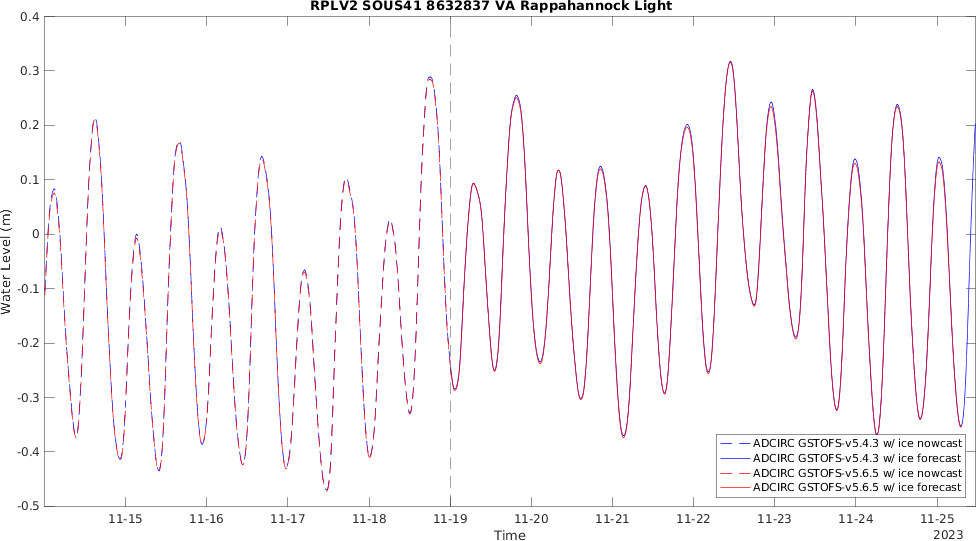 RPLV2 SOUS41 8632837 VA Rappahannock Light
0.4
0.3
0.2
0.1
0
-0.1
-0.2
-0.3
-0.4
-0.5
Water Level (m)
ADCIRC GSTOFS-v5.4.3 w/ ice nowcast
ADCIRC GSTOFS-v5.4.3 w/ ice forecast
ADCIRC GSTOFS-v5.6.5 w/ ice nowcast
ADCIRC GSTOFS-v5.6.5 w/ ice forecast
11-15 11-16 11-17 11-18 11-19 11-20 11-21 11-22 11-23 11-24 11-25
Time
2023